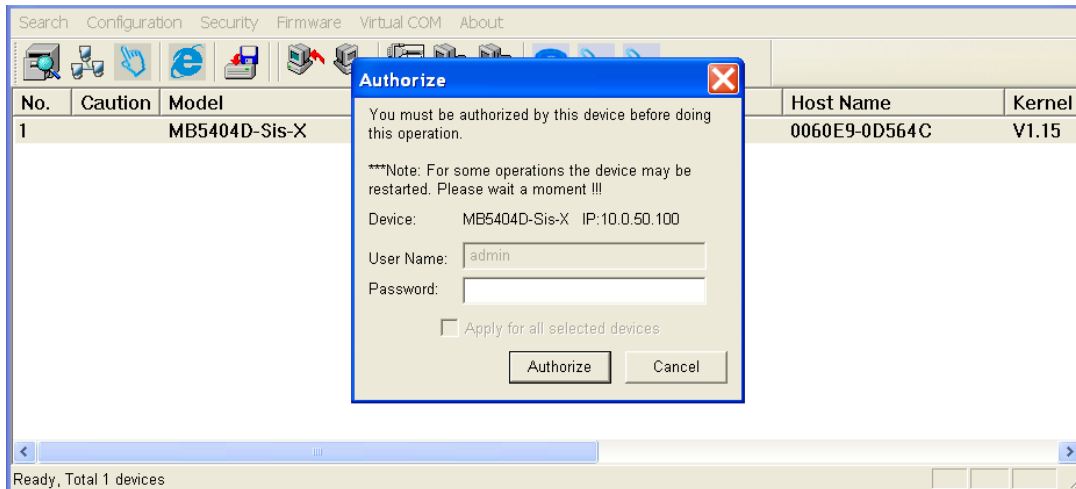 Search Configuration Security Firmware Virtual COM About
Authorize
No. Caution Model Host Name Kernel
You must be authorized by this device before doing
this operation.
1 MB5404D-Sis-X 0060E9-0D564C V1.15
***Note: For some operations the device may be
restarted. Please wait a moment !!!
Device: MB5404D-Sis-X IP:10.0.50.100
User Name: admin
Password:
Apply for all selected devices
Authorize Cancel
Ready, Total 1 devices